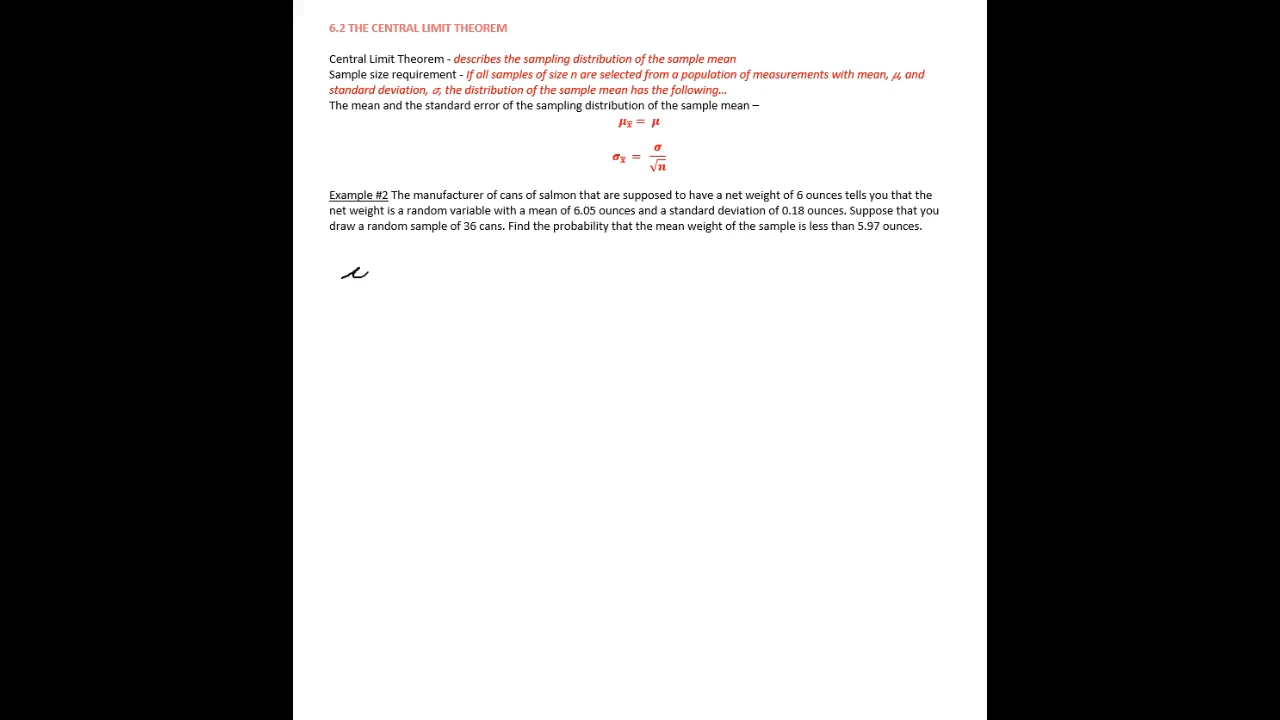 6.2 THE CENTRAL LIMIT THEOREM
Central Limit Theorem - describes the sampling distribution of the sample mean
Sample size requirement - If all samples of size n are selected from a population of measurements with mean, μ, and
standard deviation, σ, the distribution of the sample mean has the following...
The mean and the standard error of the sampling distribution of the sample mean –
μx̅ = μ
σx̅ = σ/√n
Example #2 The manufacturer of cans of salmon that are supposed to have a net weight of 6 ounces tells you that the
net weight is a random variable with a mean of 6.05 ounces and a standard deviation of 0.18 ounces. Suppose that you
draw a random sample of 36 cans. Find the probability that the mean weight of the sample is less than 5.97 ounces.